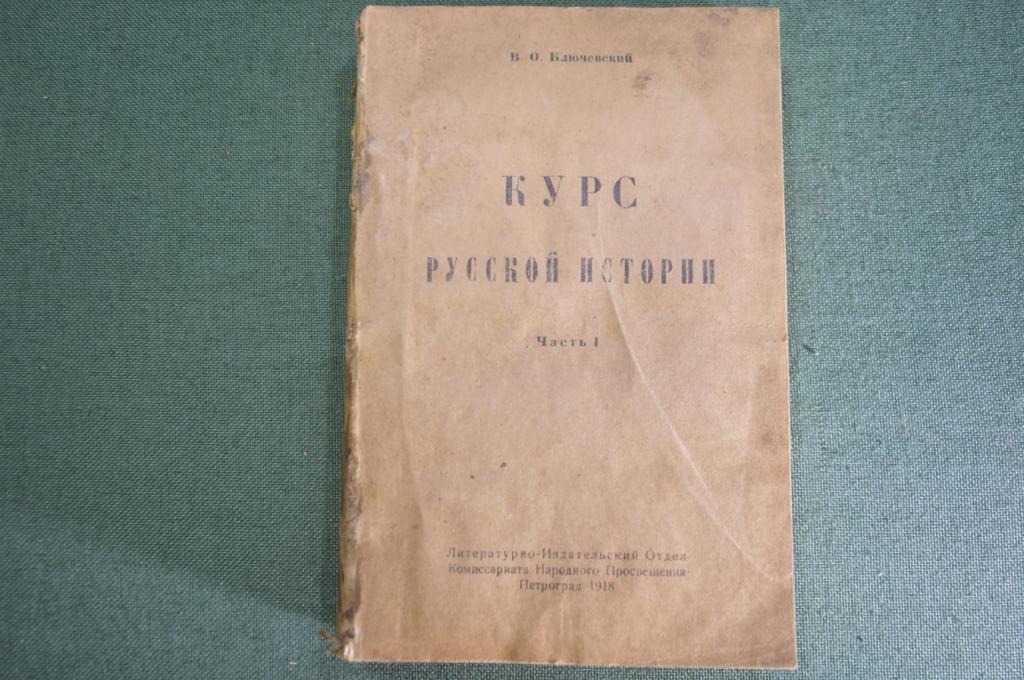 В. О. Ключевский
КУРС
РУССКОЙ ИСТОРИИ
Часть I
Литературно-Издательский Отдел
Комиссариата Народного Просвещения
Петроград 1918